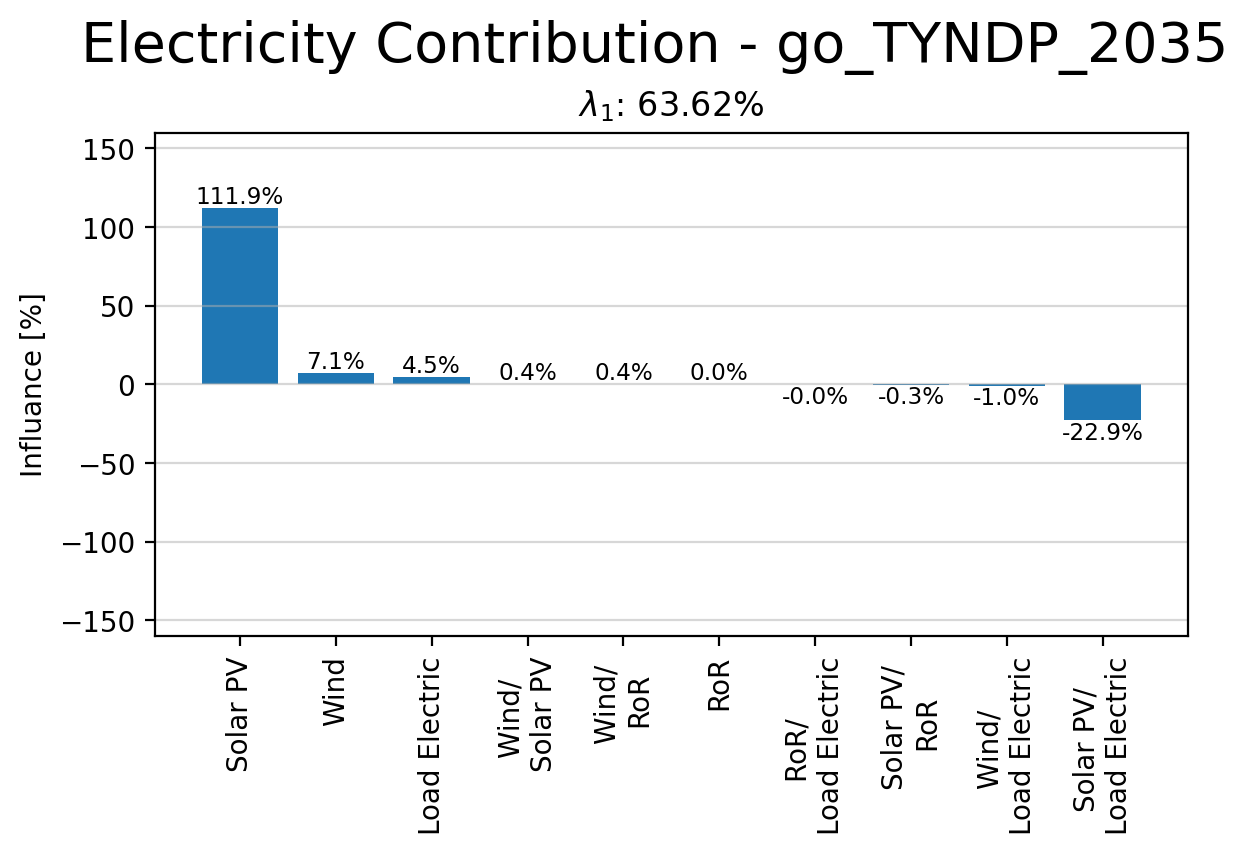 Electricity Contribution - go_TYNDP_2035
λ₁: 63.62%
150
100
50
0
−50
−100
−150
Influance [%]
111.9%
7.1%
4.5%
0.4%
0.4%
0.0%
-0.0%
-0.3%
-1.0%
-22.9%
Solar PV
Wind
Load Electric
Wind/
Solar PV
Wind/
RoR
RoR
RoR/
Load Electric
Solar PV/
RoR
Wind/
Load Electric
Solar PV/
Load Electric